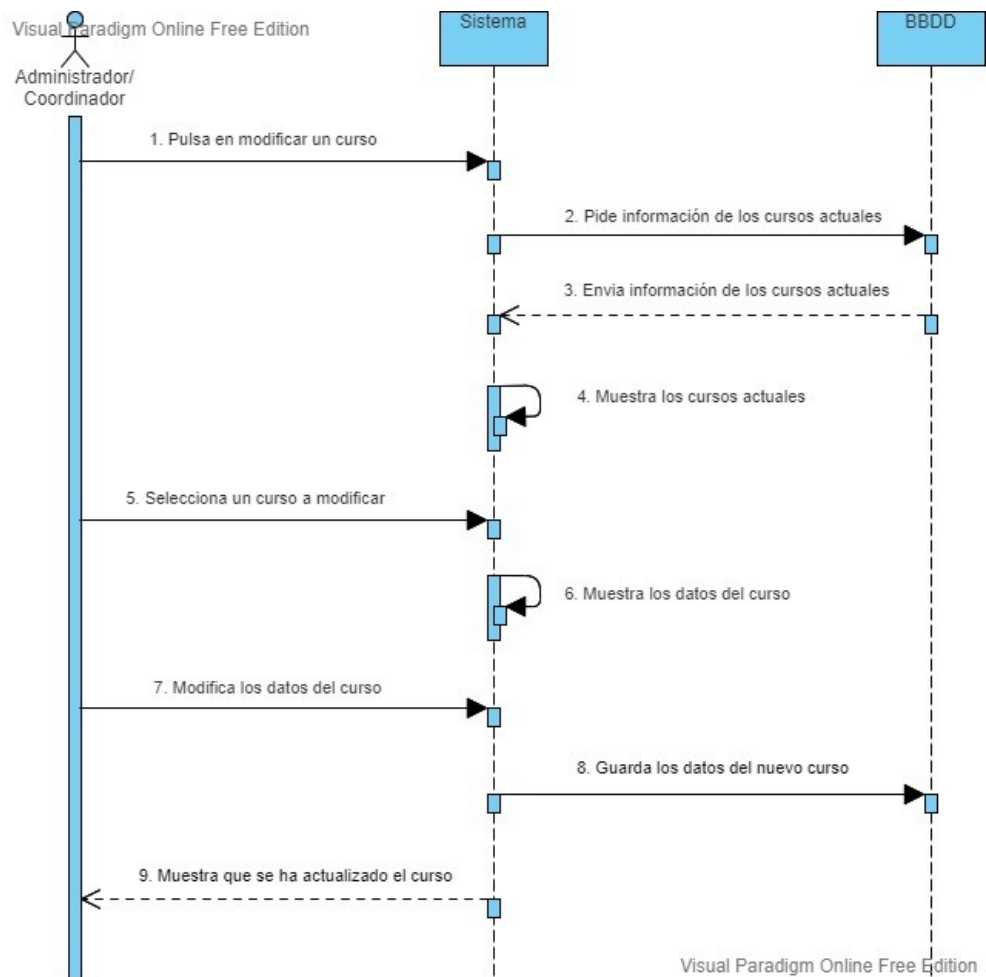 Visual Paradigm Online Free Edition
Sistema
BBDD
Administrador/
Coordinador
1. Pulsa en modificar un curso
2. Pide información de los cursos actuales
3. Envia información de los cursos actuales
4. Muestra los cursos actuales
5. Selecciona un curso a modificar
6. Muestra los datos del curso
7. Modifica los datos del curso
8. Guarda los datos del nuevo curso
9. Muestra que se ha actualizado el curso
Visual Paradigm Online Free Edition